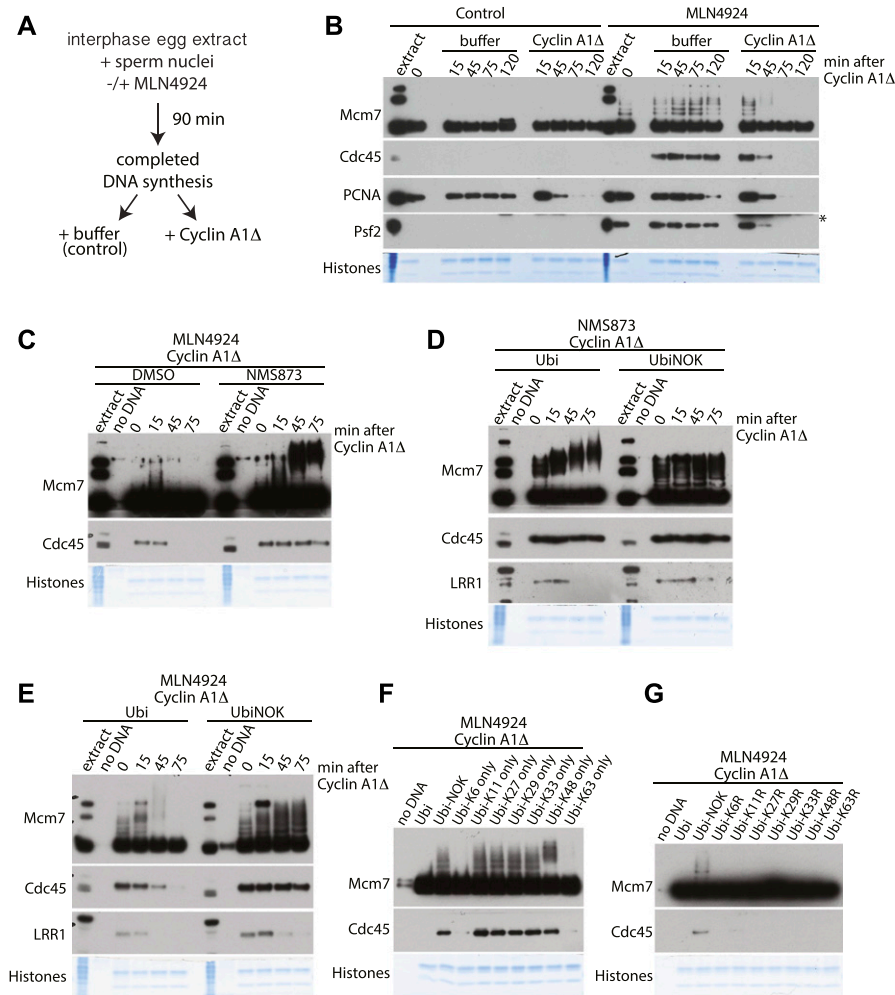 A
interphase egg extract
+ sperm nuclei
-/+ MLN4924
90 min
completed
DNA synthesis
+ buffer
(control)
+ Cyclin A1Δ
B
Control
MLN4924
buffer
Cyclin A1Δ
buffer
Cyclin A1Δ
extract
0
15
45
75
120
15
45
75
120
extract
0
15
45
75
120
15
45
75
120
min after
Cyclin A1Δ
Mcm7
Cdc45
PCNA
Psf2
*
Histones
C
MLN4924
Cyclin A1Δ
DMSO
NMS873
extract
no DNA
0
15
45
75
extract
no DNA
0
15
45
75
min after
Cyclin A1Δ
Mcm7
Cdc45
Histones
D
NMS873
Cyclin A1Δ
Ubi
UbiNOK
extract
no DNA
0
15
45
75
extract
no DNA
0
15
45
75
min after
Cyclin A1Δ
Mcm7
Cdc45
LRR1
Histones
E
MLN4924
Cyclin A1Δ
Ubi
UbiNOK
extract
no DNA
0
15
45
75
extract
no DNA
0
15
45
75
min after
Cyclin A1Δ
Mcm7
Cdc45
LRR1
Histones
F
MLN4924
Cyclin A1Δ
no DNA
Ubi
Ubi-NOK
Ubi-K6 only
Ubi-K11 only
Ubi-K27 only
Ubi-K29 only
Ubi-K33 only
Ubi-K48 only
Ubi-K63 only
Mcm7
Cdc45
Histones
G
MLN4924
Cyclin A1Δ
no DNA
Ubi
Ubi-NOK
Ubi-K6R
Ubi-K11R
Ubi-K27R
Ubi-K29R
Ubi-K33R
Ubi-K48R
Ubi-K63R
Mcm7
Cdc45
Histones